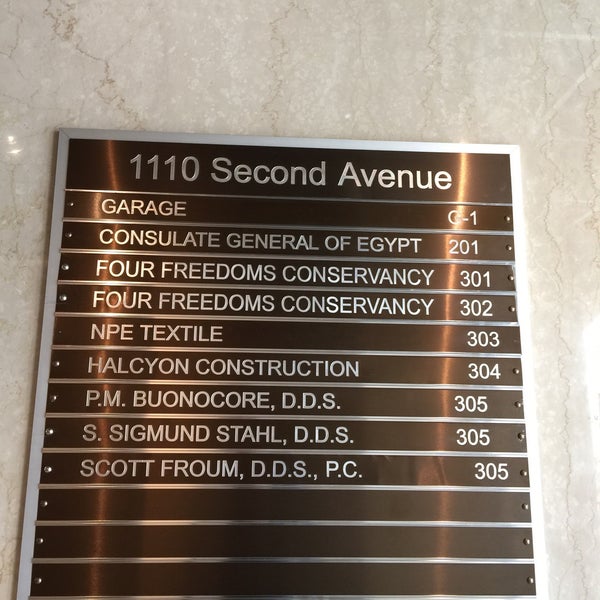 1110 Second Avenue
GARAGE C-1
CONSULATE GENERAL OF EGYPT 201
FOUR FREEDOMS CONSERVANCY 301
FOUR FREEDOMS CONSERVANCY 302
NPE TEXTILE 303
HALCYON CONSTRUCTION 304
P.M. BUONOCORE, D.D.S. 305
S. SIGMUND STAHL, D.D.S. 305
SCOTT FROUM, D.D.S., P.C. 305